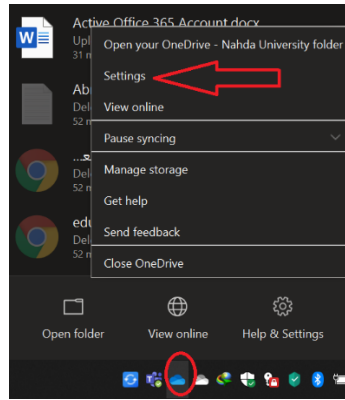 Active Office 365 Account.docx
Upl
31 m
Open your OneDrive - Nahda University folder
Settings
Ab
Del
52 m
View online
Pause syncing
Del
52 m
Manage storage
Get help
edu
Del
52 m
Send feedback
Close OneDrive
Open folder
View online
Help & Settings